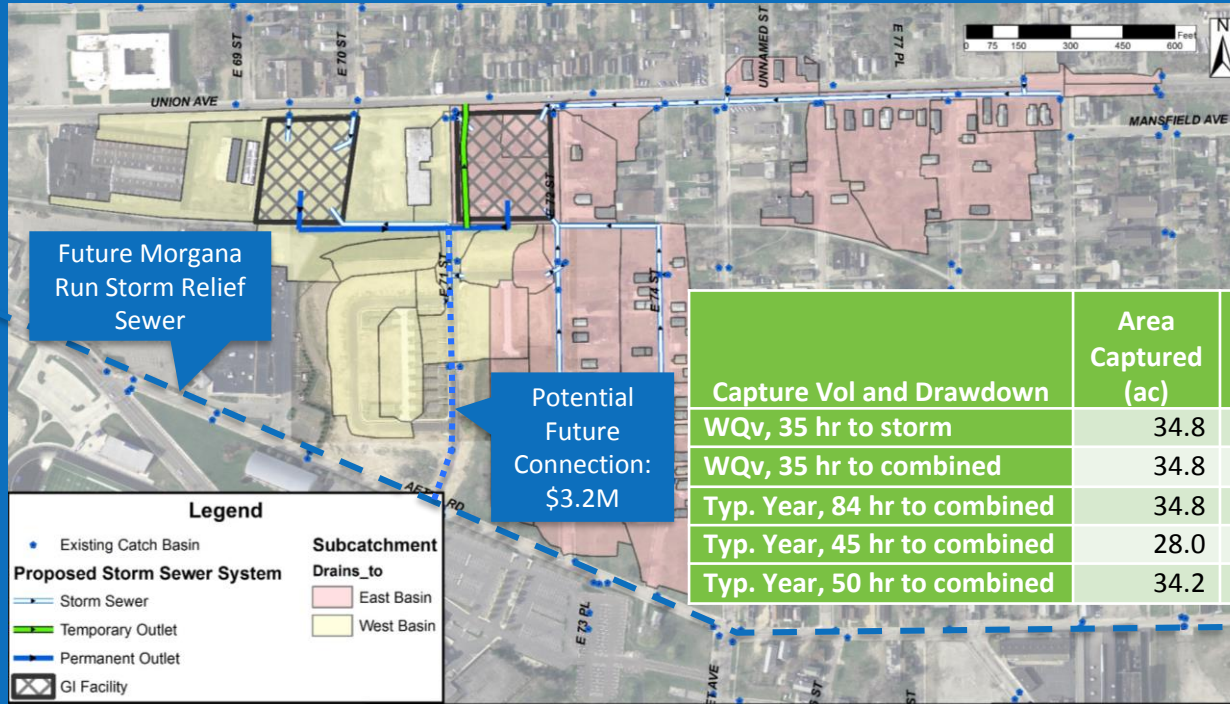 E 69 ST
E 70 ST
UNNAMED ST
E 77 PL
Feet
0 75 150 300 450 600
N
UNION AVE
MANSFIELD AVE
E 72 ST
E 71 ST
E 74 ST
Future Morgana
Run Storm Relief
Sewer
Potential
Future
Connection:
$3.2M
Capture Vol and Drawdown
Area
Captured
(ac)
WQv, 35 hr to storm 34.8
WQv, 35 hr to combined 34.8
Typ. Year, 84 hr to combined 34.8
Typ. Year, 45 hr to combined 28.0
Typ. Year, 50 hr to combined 34.2
RD
E 73 PL
AVE
ST
ST
Legend
Existing Catch Basin
Proposed Storm Sewer System
Storm Sewer
Temporary Outlet
Permanent Outlet
GI Facility
Subcatchment
Drains_to
East Basin
West Basin